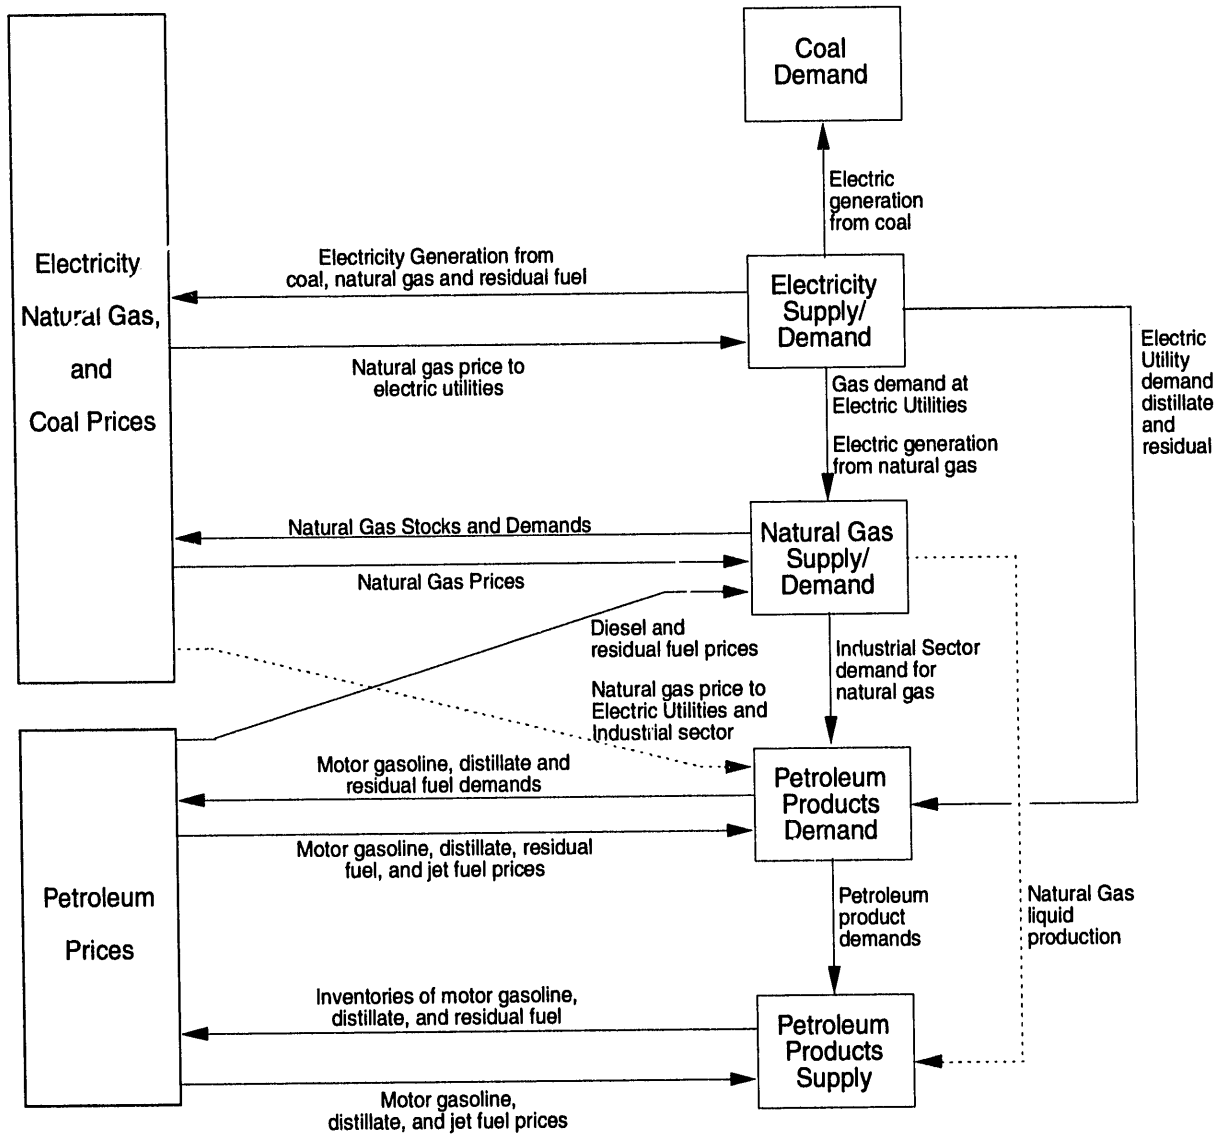 Coal
Demand
Electric
generation
from coal
Electricity
Natural Gas,
and
Coal Prices
Electricity Generation from
coal, natural gas and residual fuel
Electricity
Supply/
Demand
Natural gas price to
electric utilities
Electric
Utility
demand
distillate
and
residual
Gas demand at
Electric Utilities
Electric generation
from natural gas
Natural Gas Stocks and Demands
Natural Gas Prices
Natural Gas
Supply/
Demand
Diesel and
residual fuel prices
Industrial Sector
demand for
natural gas
Natural gas price to
Electric Utilities and
Industrial sector
Motor gasoline, distillate and
residual fuel demands
Petroleum
Products
Demand
Motor gasoline, distillate, residual
fuel, and jet fuel prices
Petroleum
Prices
Petroleum
product
demands
Natural Gas
liquid
production
Inventories of motor gasoline,
distillate, and residual fuel
Petroleum
Products
Supply
Motor gasoline,
distillate, and jet fuel prices